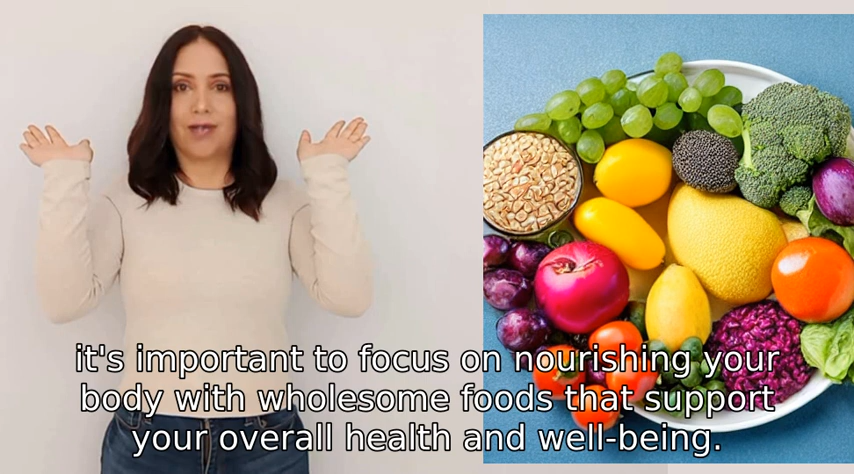 it's important to focus on nourishing your
body with wholesome foods that support
your overall health and well-being.